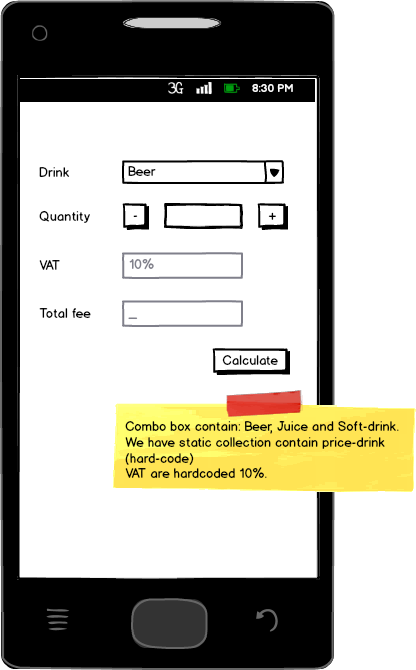 3G 8:30 PM
Drink Beer
Quantity - +
VAT 10%
Total fee _
Calculate
Combo box contain: Beer, Juice and Soft-drink.
We have static collection contain price-drink
(hard-code)
VAT are hardcoded 10%.